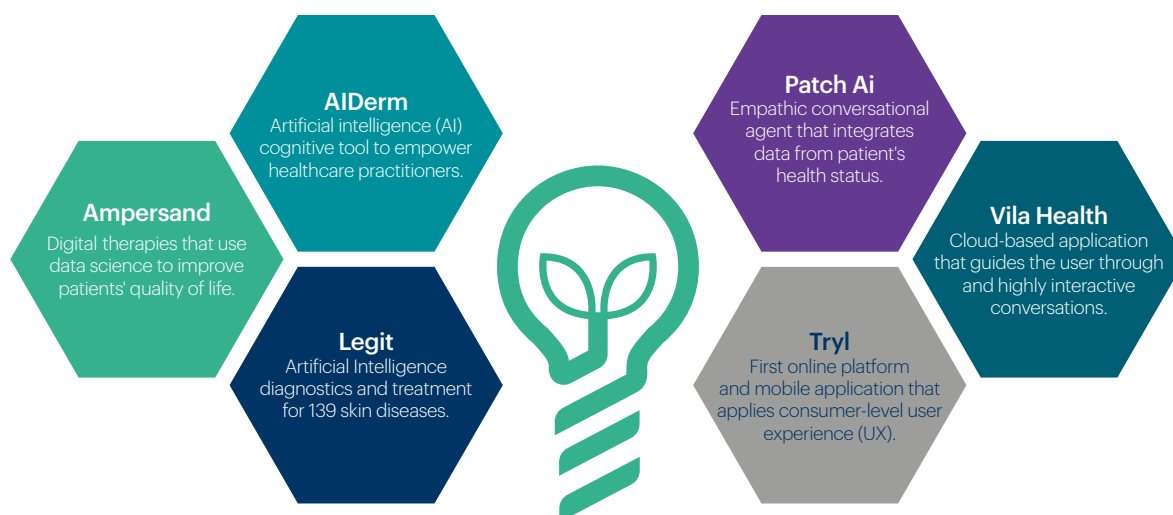 AIDerm
Artificial intelligence (AI)
cognitive tool to empower
healthcare practitioners.
Patch Ai
Empathic conversational
agent that integrates
data from patient's
health status.
Ampersand
Digital therapies that use
data science to improve
patients' quality of life.
Vila Health
Cloud-based application
that guides the user through
and highly interactive
conversations.
Legit
Artificial Intelligence
diagnostics and treatment
for 139 skin diseases.
Tryl
First online platform
and mobile application that
applies consumer-level user
experience (UX).